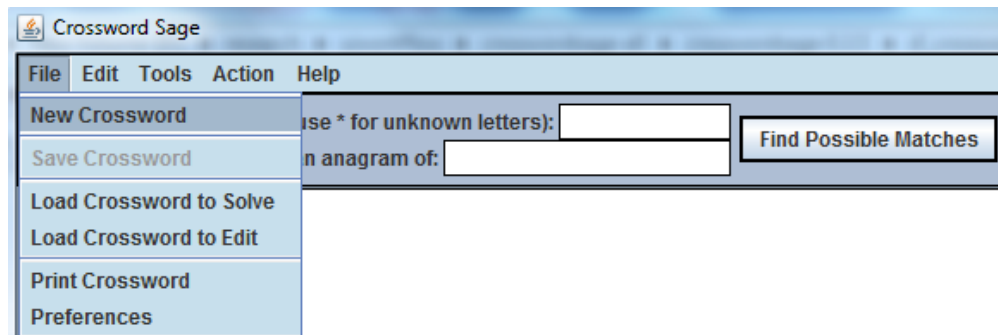 Crossword Sage
File Edit Tools Action Help
New Crossword
Save Crossword
Load Crossword to Solve
Load Crossword to Edit
Print Crossword
Preferences
use * for unknown letters):
n anagram of:
Find Possible Matches